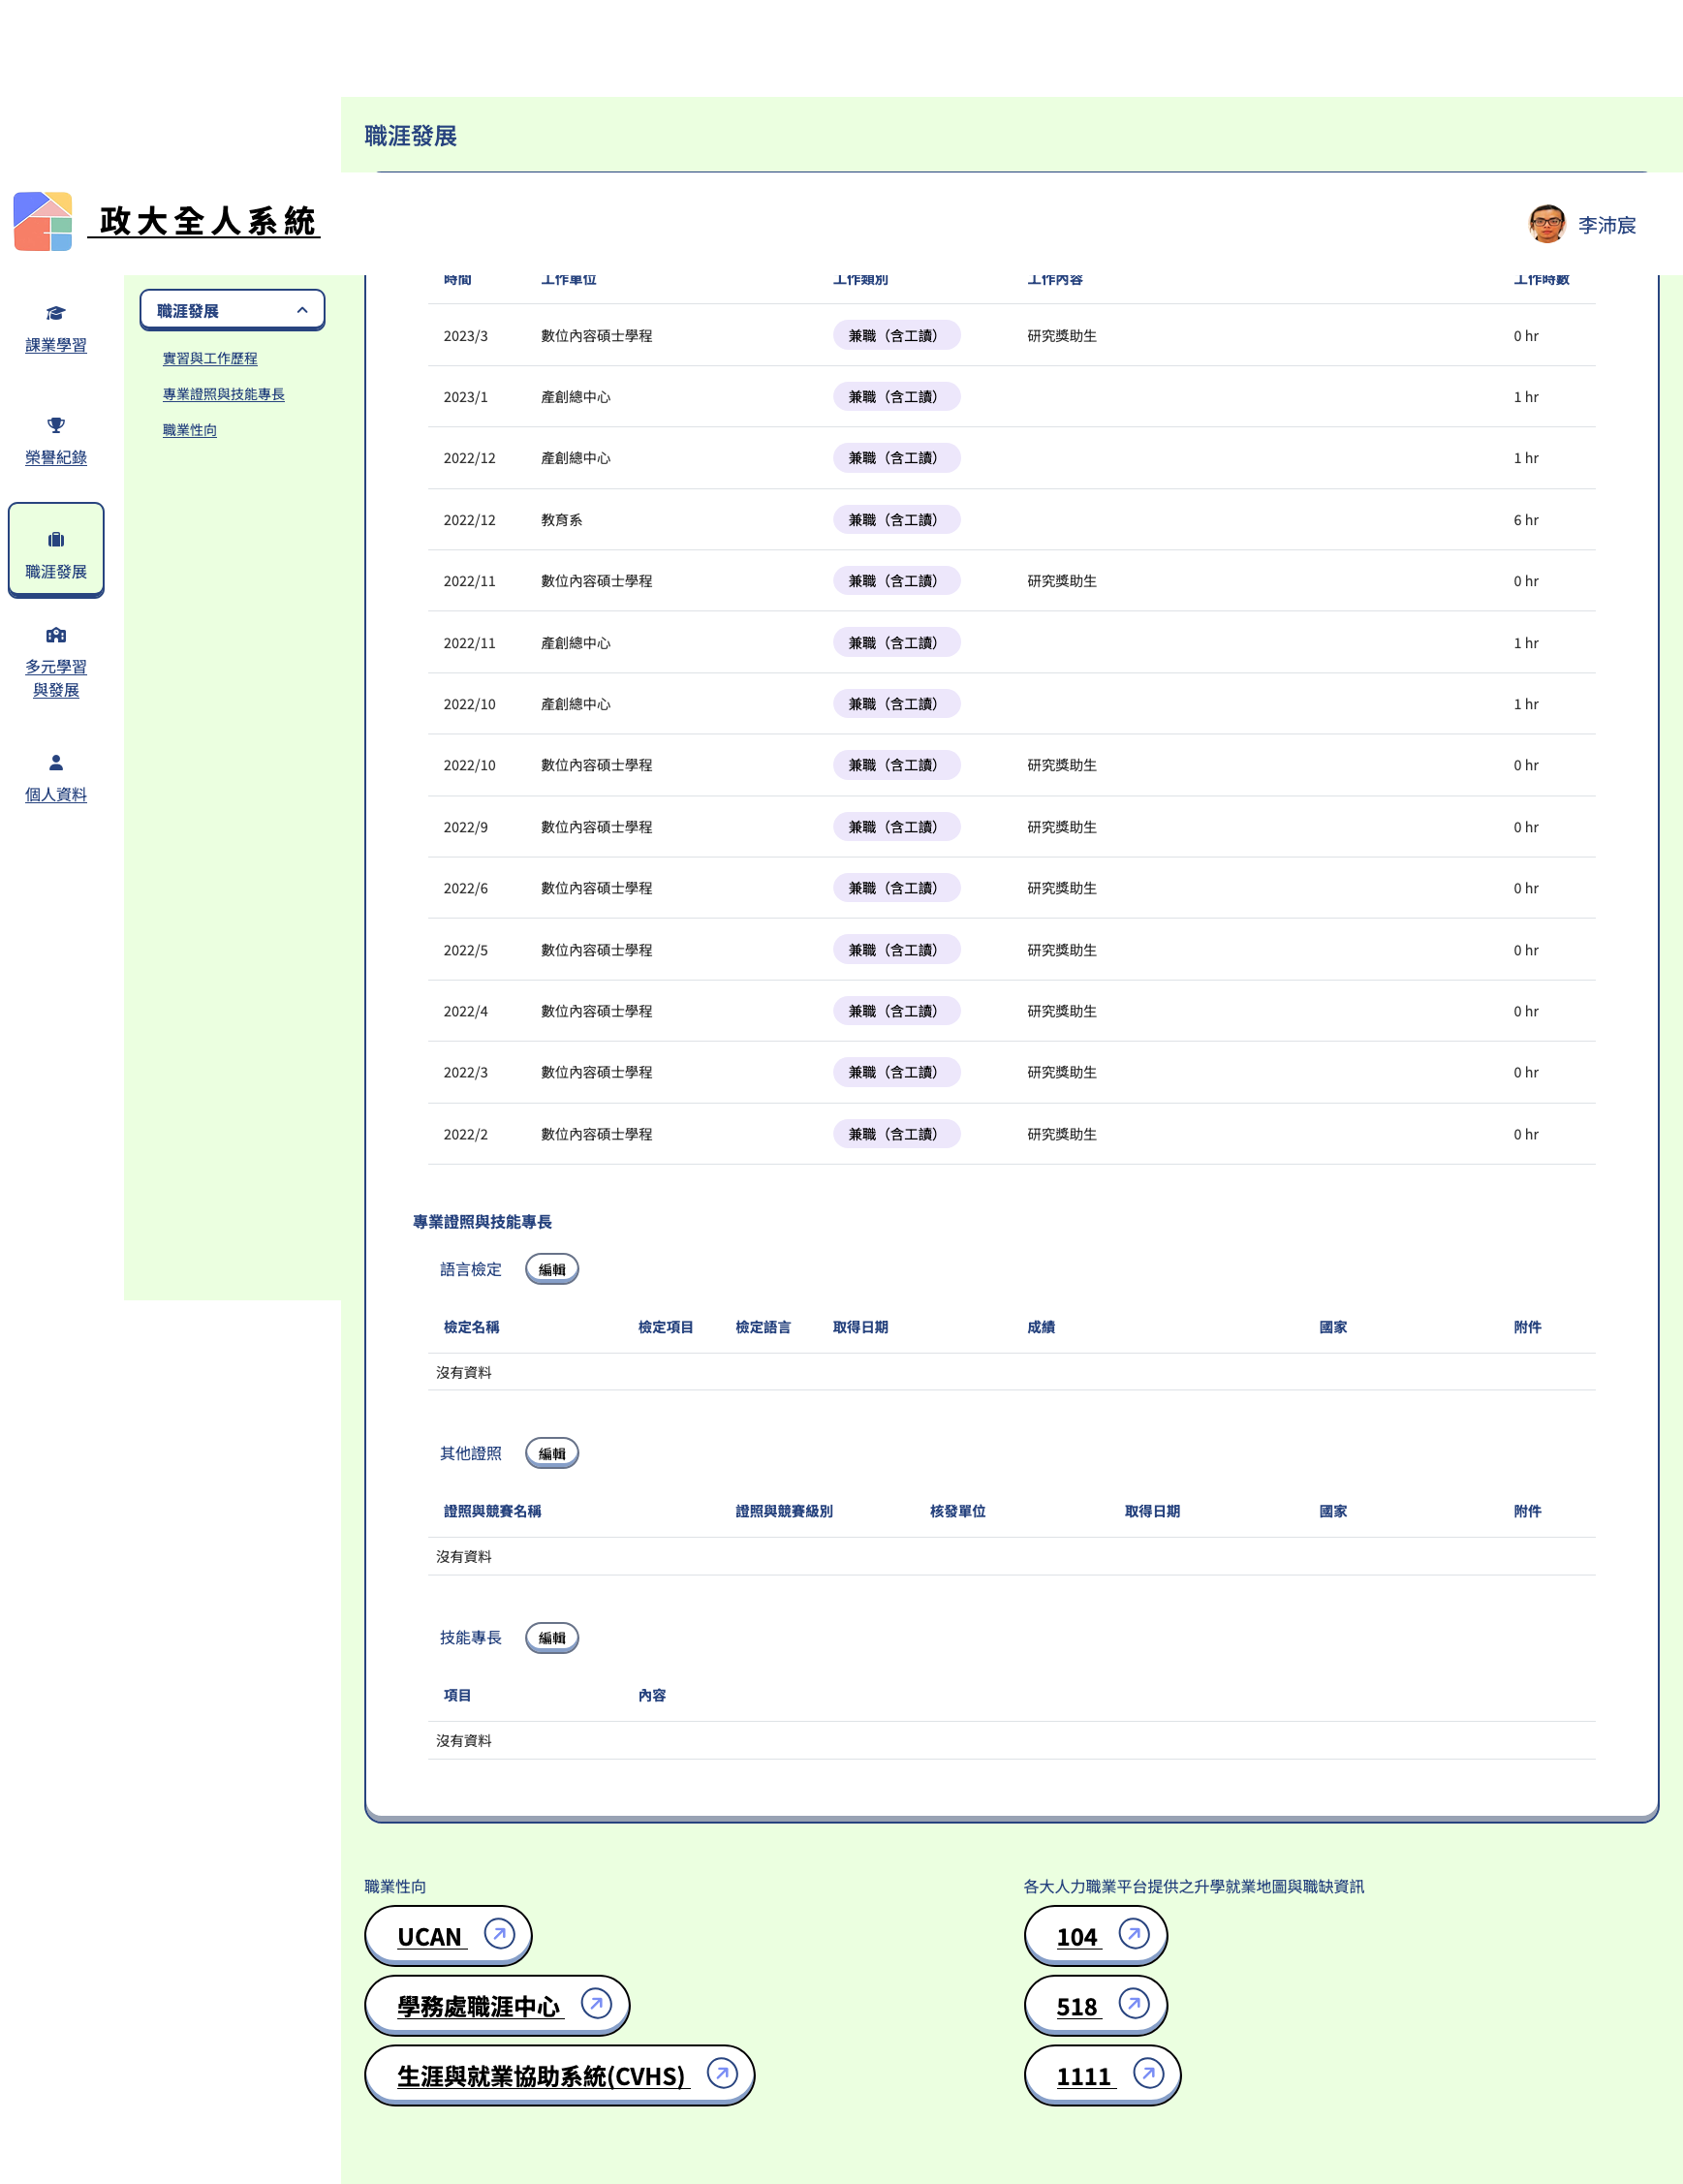 職涯發展
政大全人系統
李沛宸
課業學習
榮譽紀錄
職涯發展
多元學習
與發展
個人資料
職涯發展
實習與工作歷程
專業證照與技能專長
職業性向
時間 工作單位 工作類別 工作內容 工作時數
2023/3 數位內容碩士學程 兼職（含工讀） 研究獎助生 0 hr
2023/1 產創總中心 兼職（含工讀） 1 hr
2022/12 產創總中心 兼職（含工讀） 1 hr
2022/12 教育系 兼職（含工讀） 6 hr
2022/11 數位內容碩士學程 兼職（含工讀） 研究獎助生 0 hr
2022/11 產創總中心 兼職（含工讀） 1 hr
2022/10 產創總中心 兼職（含工讀） 1 hr
2022/10 數位內容碩士學程 兼職（含工讀） 研究獎助生 0 hr
2022/9 數位內容碩士學程 兼職（含工讀） 研究獎助生 0 hr
2022/6 數位內容碩士學程 兼職（含工讀） 研究獎助生 0 hr
2022/5 數位內容碩士學程 兼職（含工讀） 研究獎助生 0 hr
2022/4 數位內容碩士學程 兼職（含工讀） 研究獎助生 0 hr
2022/3 數位內容碩士學程 兼職（含工讀） 研究獎助生 0 hr
2022/2 數位內容碩士學程 兼職（含工讀） 研究獎助生 0 hr
專業證照與技能專長
語言檢定 編輯
檢定名稱 檢定項目 檢定語言 取得日期 成績 國家 附件
沒有資料
其他證照 編輯
證照與競賽名稱 證照與競賽級別 核發單位 取得日期 國家 附件
沒有資料
技能專長 編輯
項目 內容
沒有資料
職業性向
UCAN
學務處職涯中心
生涯與就業協助系統(CVHS)
各大人力職業平台提供之升學就業地圖與職缺資訊
104
518
1111